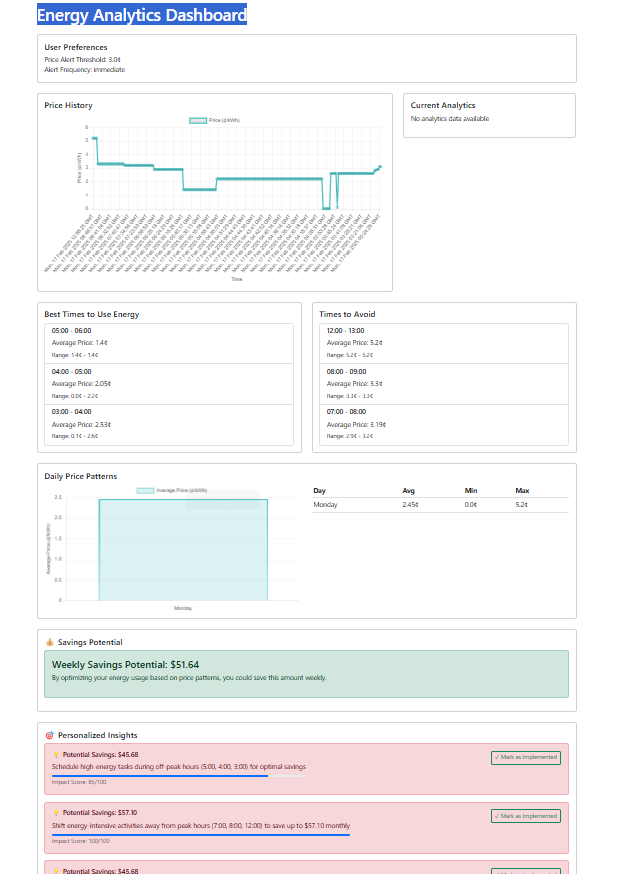 Energy Analytics Dashboard
User Preferences
Price Alert Threshold: 3.0¢
Alert Frequency: immediate
Price History
Price (¢/kWh)
6
5
4
3
2
1
0
Price (¢/kWh)
Time
Current Analytics
No analytics data available
Best Times to Use Energy
05:00 - 06:00
Average Price: 1.4¢
Range: 1.4¢ - 1.4¢
04:00 - 05:00
Average Price: 2.05¢
Range: 0.0¢ - 2.2¢
03:00 - 04:00
Average Price: 2.53¢
Range: 0.1¢ - 2.6¢
Times to Avoid
12:00 - 13:00
Average Price: 5.2¢
Range: 5.2¢ - 5.2¢
08:00 - 09:00
Average Price: 3.3¢
Range: 3.3¢ - 3.3¢
07:00 - 08:00
Average Price: 3.19¢
Range: 2.9¢ - 3.2¢
Daily Price Patterns
Average Price (¢/kWh)
2.5
2.0
1.5
1.0
0.5
0
Average Price (¢/kWh)
Monday
Day Avg Min Max
Monday 2.45¢ 0.0¢ 5.2¢
Savings Potential
Weekly Savings Potential: $51.64
By optimizing your energy usage based on price patterns, you could save this amount weekly.
Personalized Insights
Potential Savings: $45.68
✓ Mark as Implemented
Schedule high-energy tasks during off-peak hours (5:00, 4:00, 3:00) for optimal savings
Impact Score: 85/100
Potential Savings: $57.10
✓ Mark as Implemented
Shift energy-intensive activities away from peak hours (7:00, 8:00, 12:00) to save up to $57.10 monthly
Impact Score: 100/100
Potential Savings: $45.68